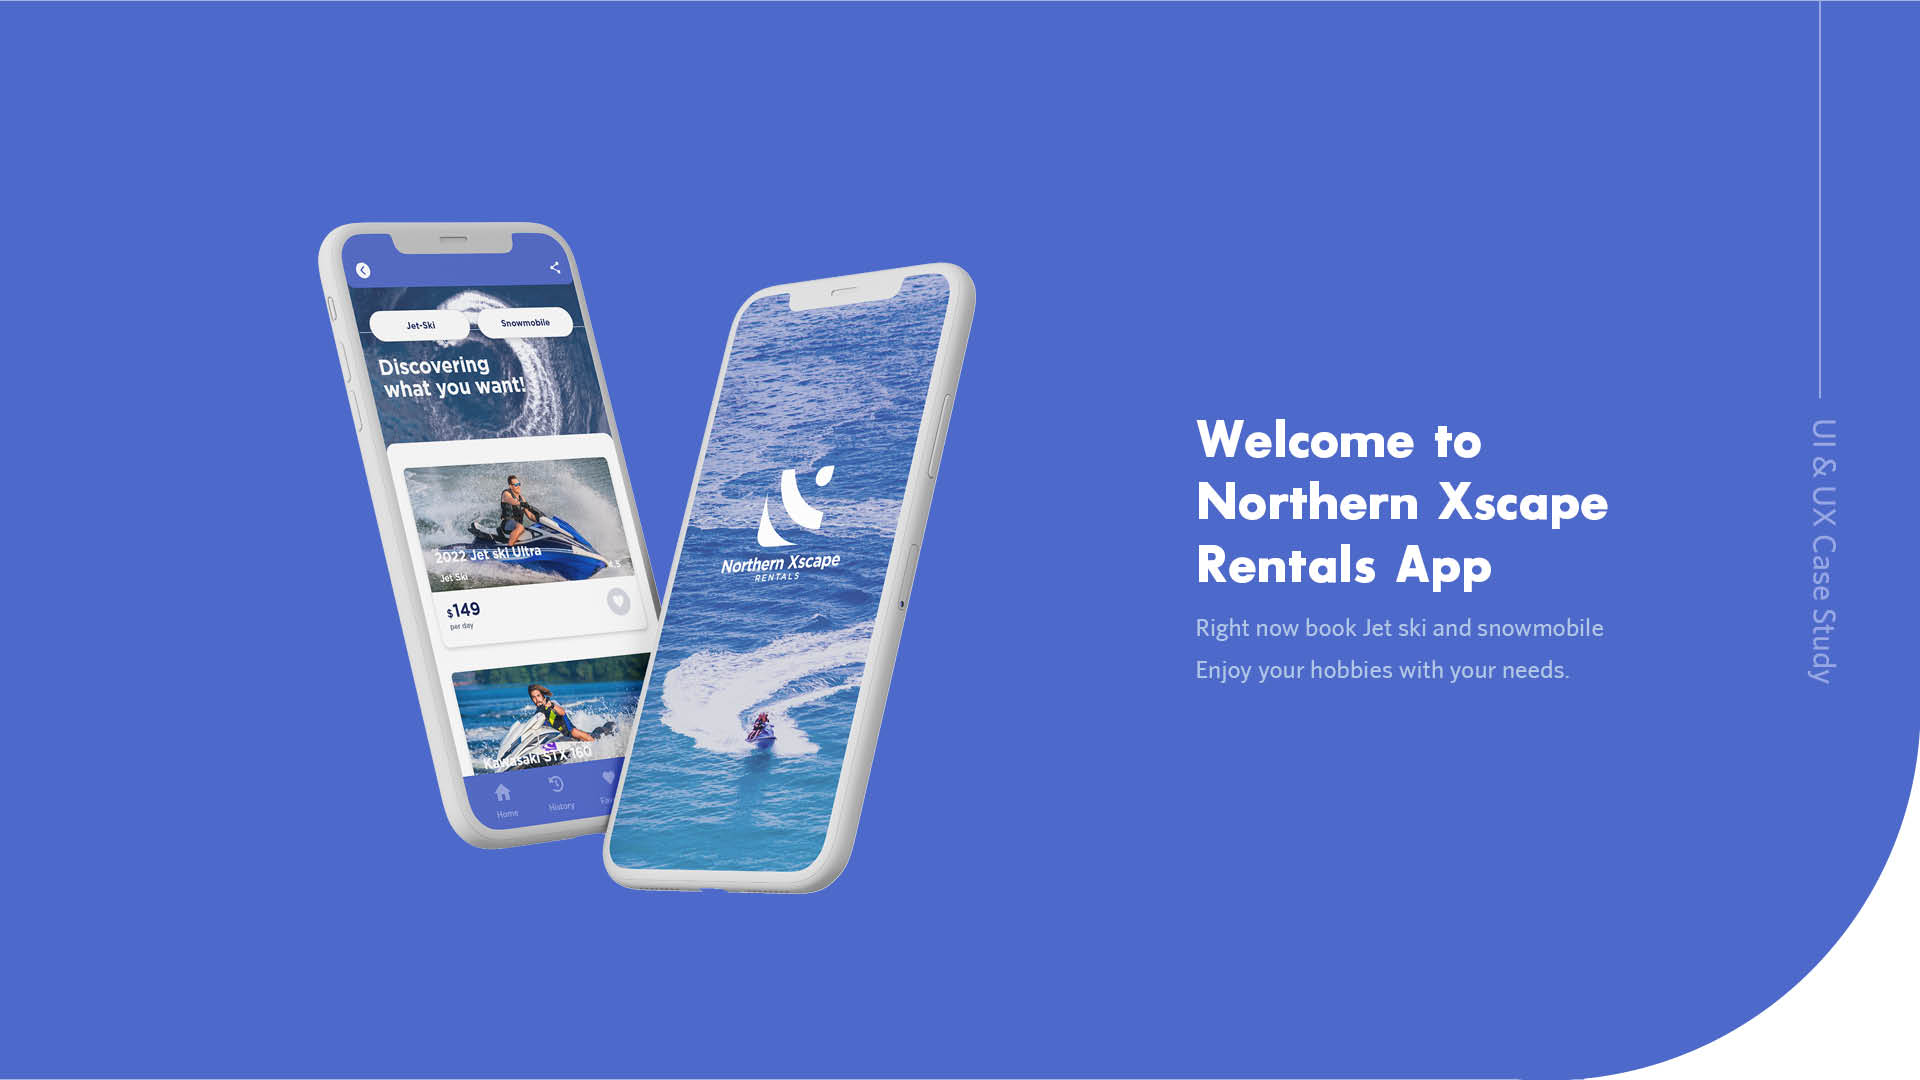 Jet-Ski
Snowmobile
Discovering
what you want!
2022 Jet ski Ultra
Jet Ski
4.5
$149
per day
Kawasaki STX 160
Home
History
Northern Xscape
RENTALS
Welcome to
Northern Xscape
Rentals App
Right now book Jet ski and snowmobile
Enjoy your hobbies with your needs.
UI & UX Case Study